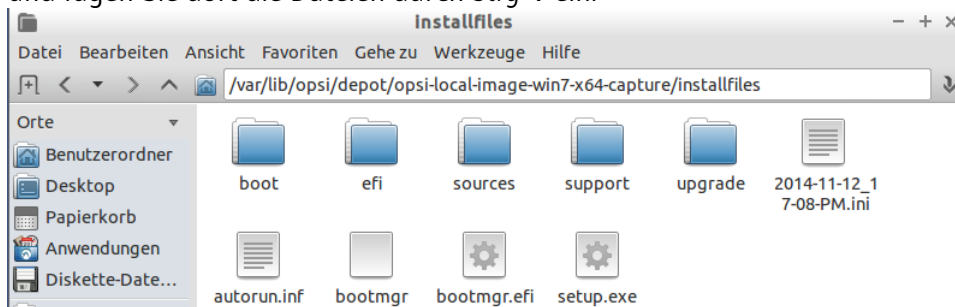 und fügen Sie dort die Dateien durch Strg-V ein.
installfiles
Datei Bearbeiten Ansicht Favoriten Gehe zu Werkzeuge Hilfe
/var/lib/opsi/depot/opsi-local-image-win7-x64-capture/installfiles
Orte
Benutzerordner
Desktop
Papierkorb
Anwendungen
Diskette-Date...
boot efi sources support upgrade 2014-11-12_1
7-08-PM.ini
autorun.inf bootmgr bootmgr.efi setup.exe